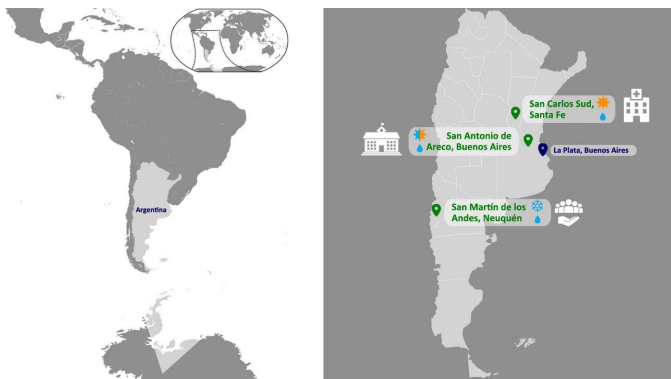 Argentina
San Carlos Sud,
Santa Fe
San Antonio de
Areco, Buenos Aires
La Plata, Buenos Aires
San Martín de los
Andes, Neuquén